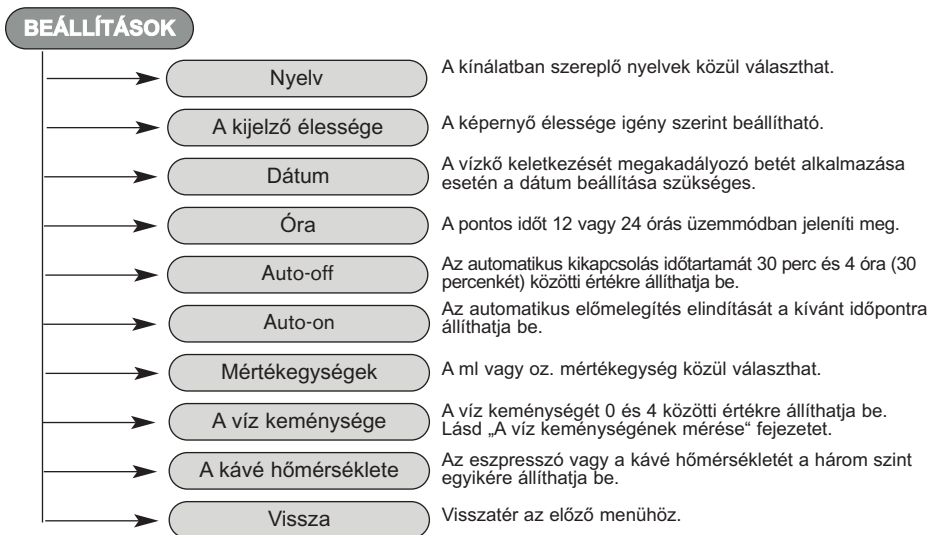 BEÁLLÍTÁSOK
Nyelv
A kínálatban szereplő nyelvek közül választhat.
A kijelző élessége
A képernyő élessége igény szerint beállítható.
Dátum
A vízkő keletkezését megakadályozó betét alkalmazása
esetén a dátum beállítása szükséges.
Óra
A pontos időt 12 vagy 24 órás üzemmódban jeleníti meg.
Auto-off
Az automatikus kikapcsolás időtartamát 30 perc és 4 óra (30
percenkét) közötti értékre állíthatja be.
Auto-on
Az automatikus előmelegítés elindítását a kívánt időpontra
állíthatja be.
Mértékegységek
A ml vagy oz. mértékegység közül választhat.
A víz keménysége
A víz keménységét 0 és 4 közötti értékre állíthatja be.
Lásd „A víz keménységének mérése“ fejezetet.
A kávé hőmérséklete
Az eszpresszó vagy a kávé hőmérsékletét a három szint
egyikére állíthatja be.
Vissza
Visszatér az előző menühöz.